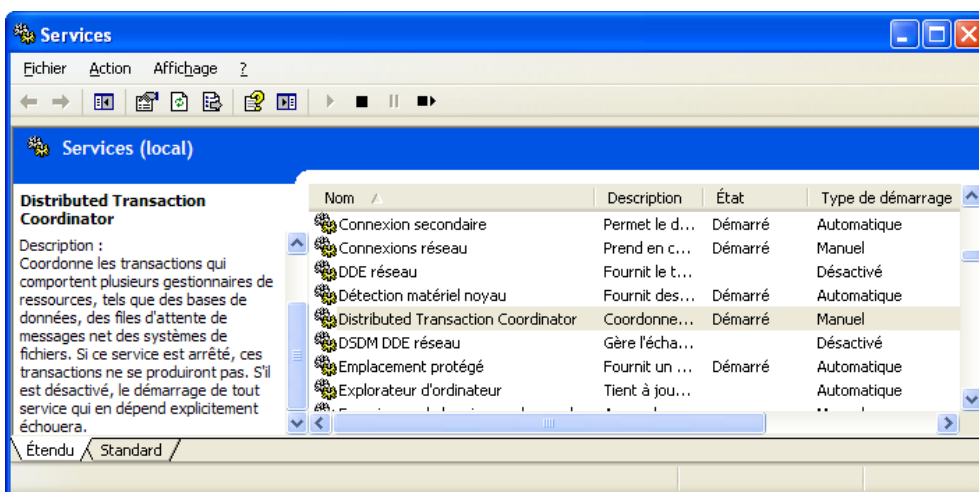 Services
Fichier Action Affichage ?
Services (local)
Distributed Transaction
Coordinator
Description :
Coordonne les transactions qui
comportent plusieurs gestionnaires de
ressources, tels que des bases de
données, des files d'attente de
messages net des systèmes de
fichiers. Si ce service est arrêté, ces
transactions ne se produiront pas. S'il
est désactivé, le démarrage de tout
service qui en dépend explicitement
échouera.
Nom Description État Type de démarrage
Connexion secondaire Permet le d... Démarré Automatique
Connexions réseau Prend en c... Démarré Manuel
DDE réseau Fournit le t... Désactivé
Détection matériel noyau Fournit des... Démarré Automatique
Distributed Transaction Coordinator Coordonne... Démarré Manuel
DSDM DDE réseau Gère l'écha... Désactivé
Emplacement protégé Fournit un ... Démarré Automatique
Explorateur d'ordinateur Tient à jou... Automatique
Étendu Standard